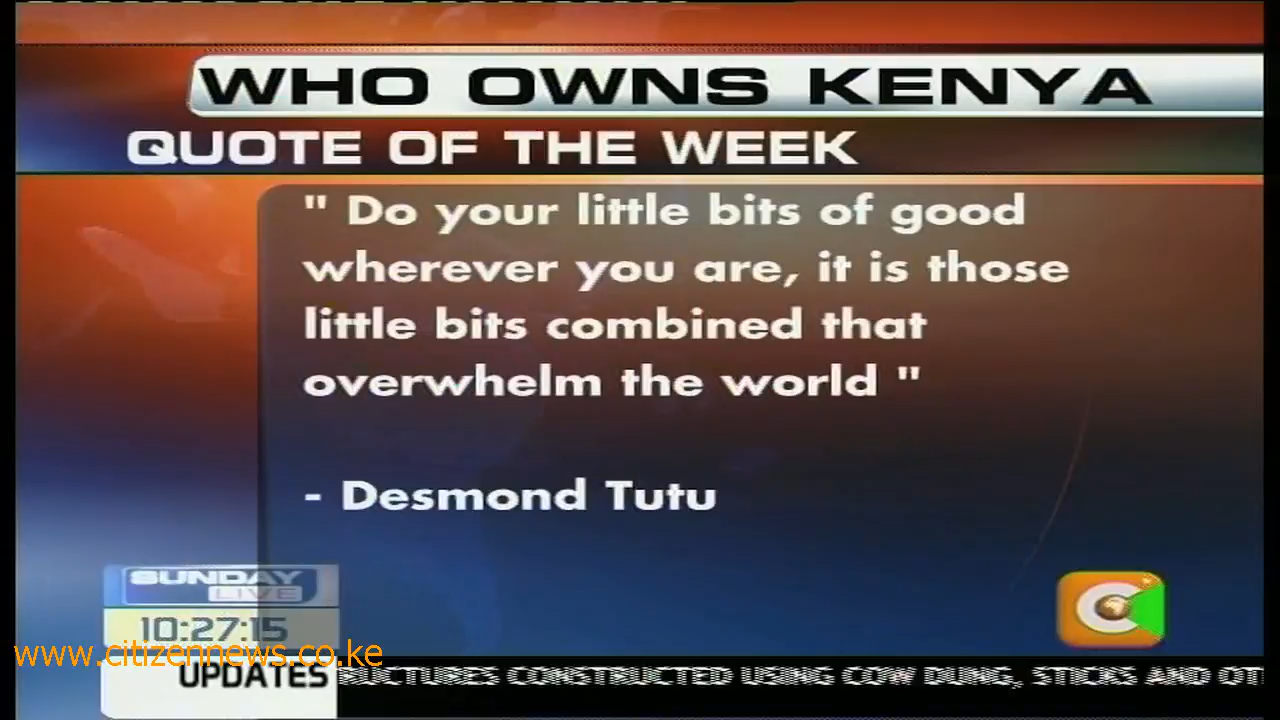 WHO OWNS KENYA
QUOTE OF THE WEEK
" Do your little bits of good
wherever you are, it is those
little bits combined that
overwhelm the world "
- Desmond Tutu
SUNDAY
LIVE
10:27:15
www.citizennews.co.ke
UPDATES
CONSTRUCTED USING COW DUNG, STICKS AND